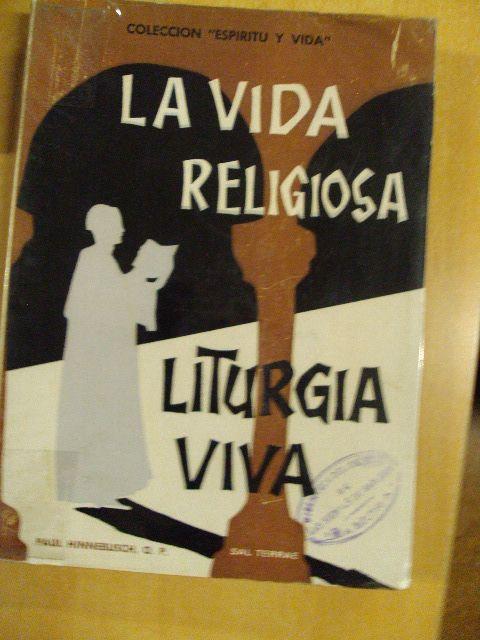 COLECCION "ESPIRITU Y VIDA"
LA VIDA
RELIGIOSA
LITURGIA
VIVA
PAUL HINNEBUSCH, O. P.
SAL TERRAE